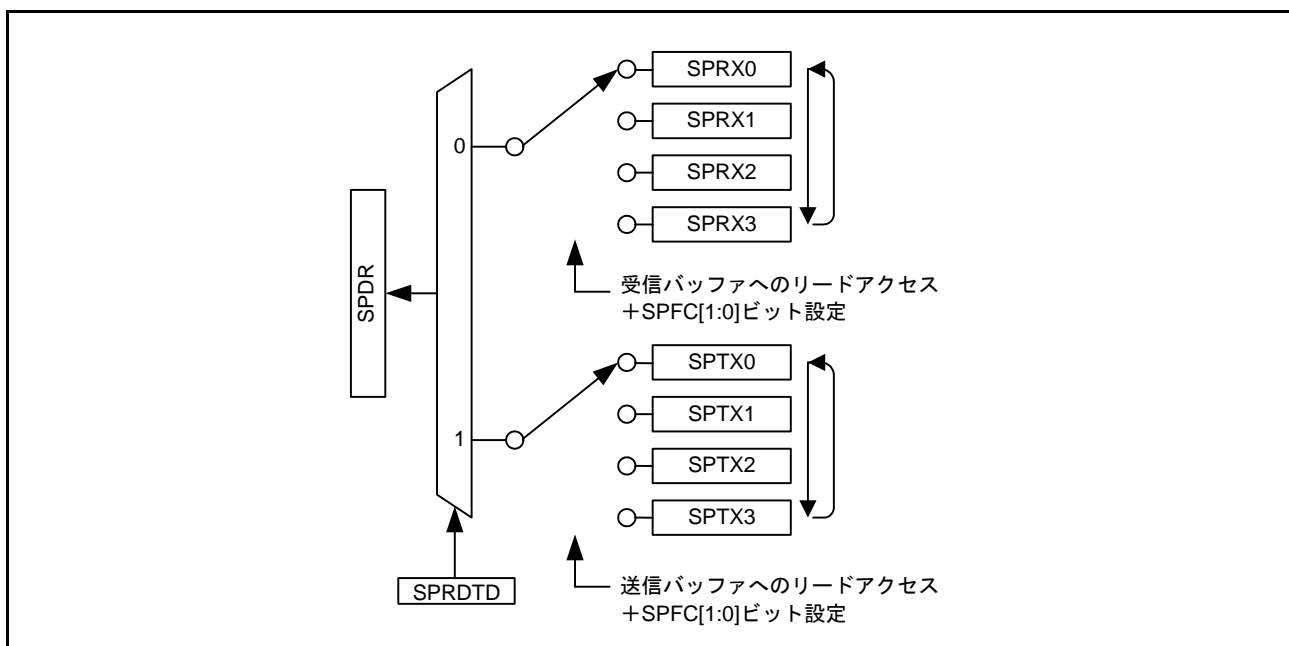 SPDR
0
1
SPRDTD
SPRX0
SPRX1
SPRX2
SPRX3
受信バッファへのリードアクセス
+SPFC[1:0]ビット設定
SPTX0
SPTX1
SPTX2
SPTX3
送信バッファへのリードアクセス
+SPFC[1:0]ビット設定